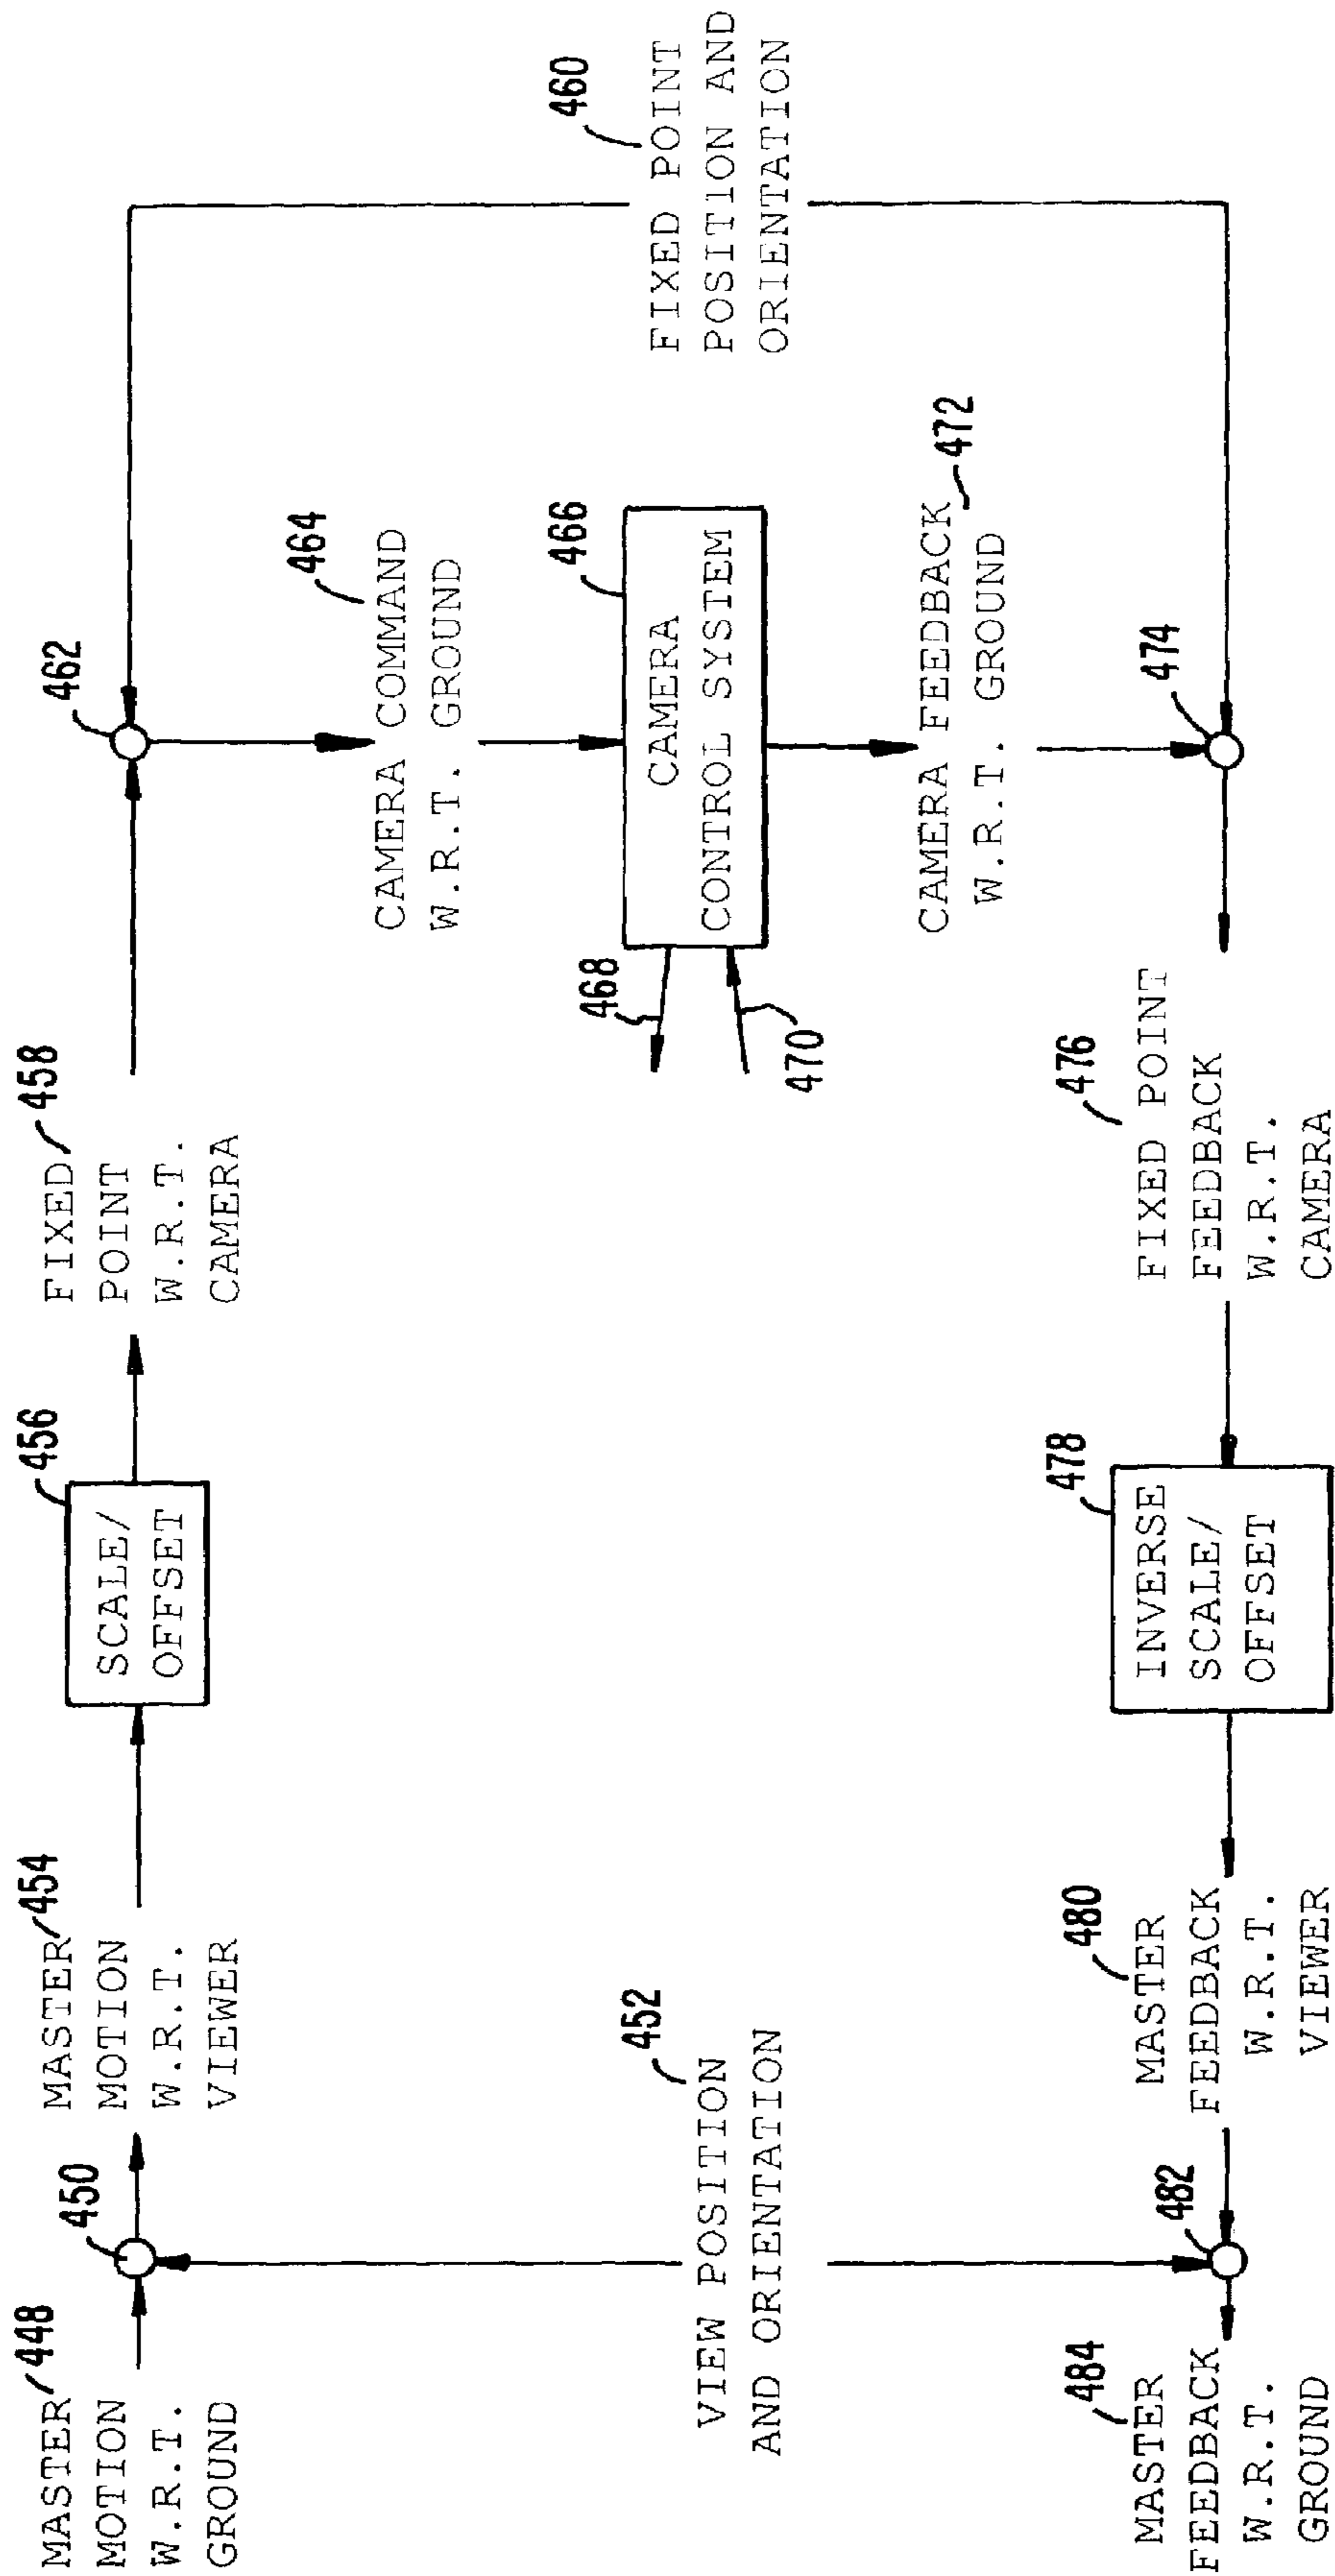 448
MASTER
MOTION
W.R.T.
GROUND
450
454
MASTER
MOTION
W.R.T.
VIEWER
456
SCALE/
OFFSET
458
FIXED
POINT
W.R.T.
CAMERA
462
464
CAMERA COMMAND
W.R.T. GROUND
460
FIXED POINT
POSITION AND
ORIENTATION
452
VIEW POSITION
AND ORIENTATION
468
470
466
CAMERA
CONTROL SYSTEM
472
CAMERA FEEDBACK
W.R.T. GROUND
484
MASTER
FEEDBACK
W.R.T.
GROUND
482
480
MASTER
FEEDBACK
W.R.T.
VIEWER
478
INVERSE
SCALE/
OFFSET
476
FIXED POINT
FEEDBACK
W.R.T.
CAMERA
474